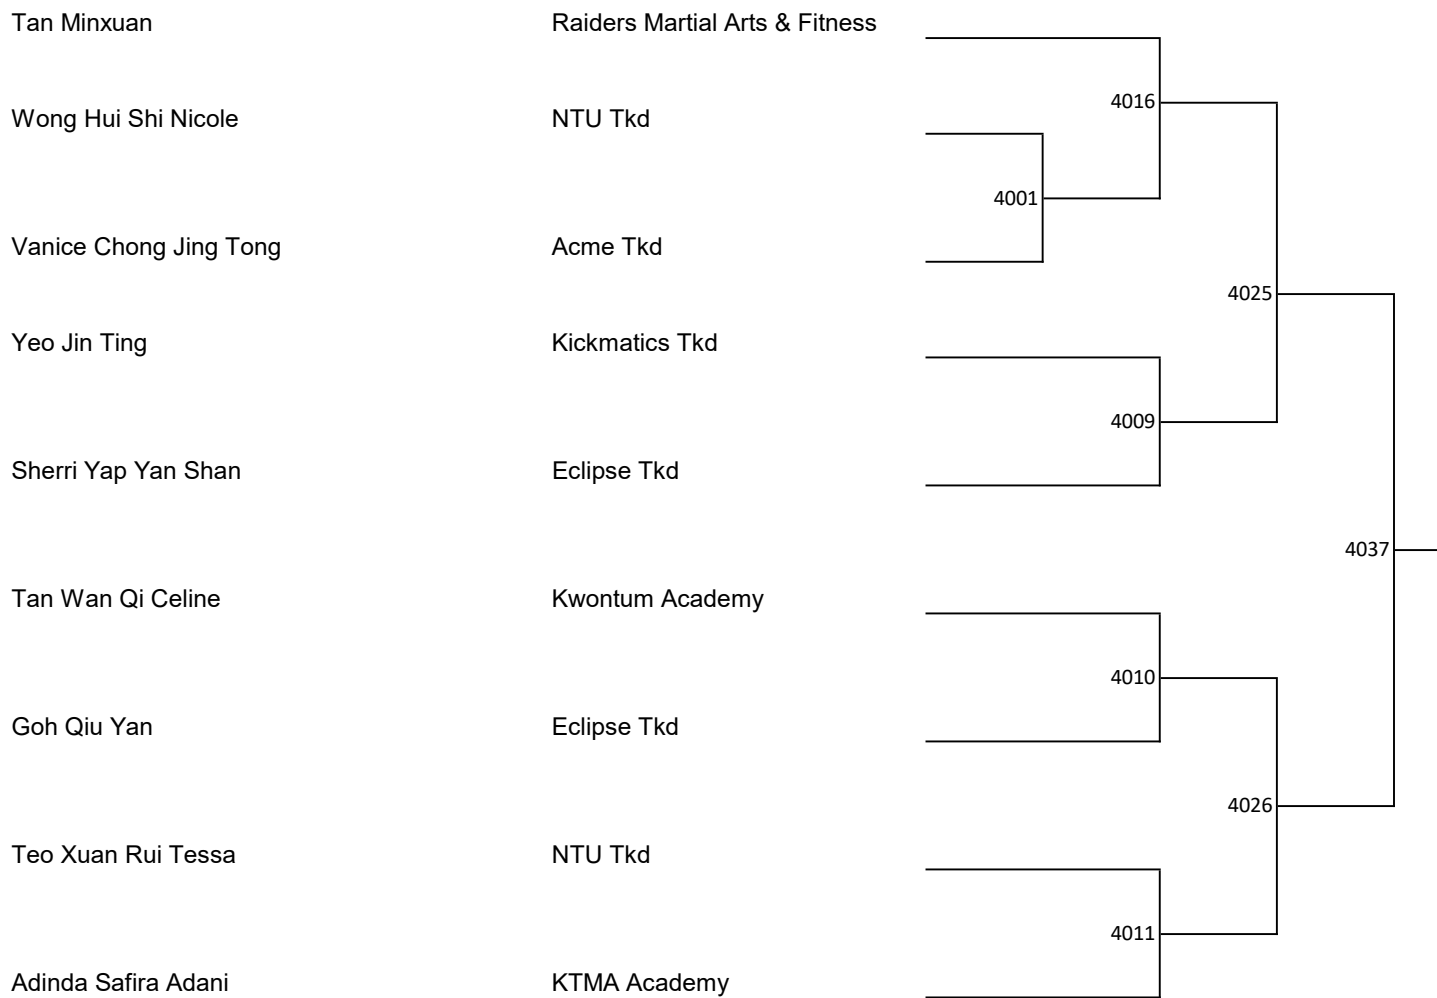 Tan Minxuan Raiders Martial Arts & Fitness
4016
Wong Hui Shi Nicole NTU Tkd
4001
Vanice Chong Jing Tong Acme Tkd
4025
Yeo Jin Ting Kickmatics Tkd
4009
Sherri Yap Yan Shan Eclipse Tkd
4037
Tan Wan Qi Celine Kwontum Academy
4010
Goh Qiu Yan Eclipse Tkd
4026
Teo Xuan Rui Tessa NTU Tkd
4011
Adinda Safira Adani KTMA Academy